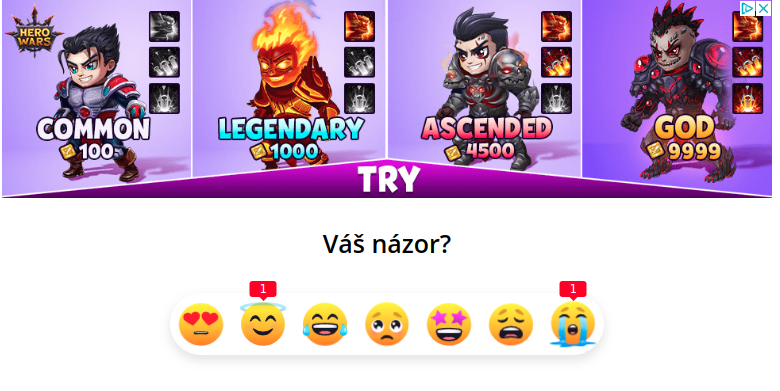 HERO
WARS
COMMON
100
LEGENDARY
1000
ASCENDED
4500
GOD
9999
TRY
Váš názor?
1
1